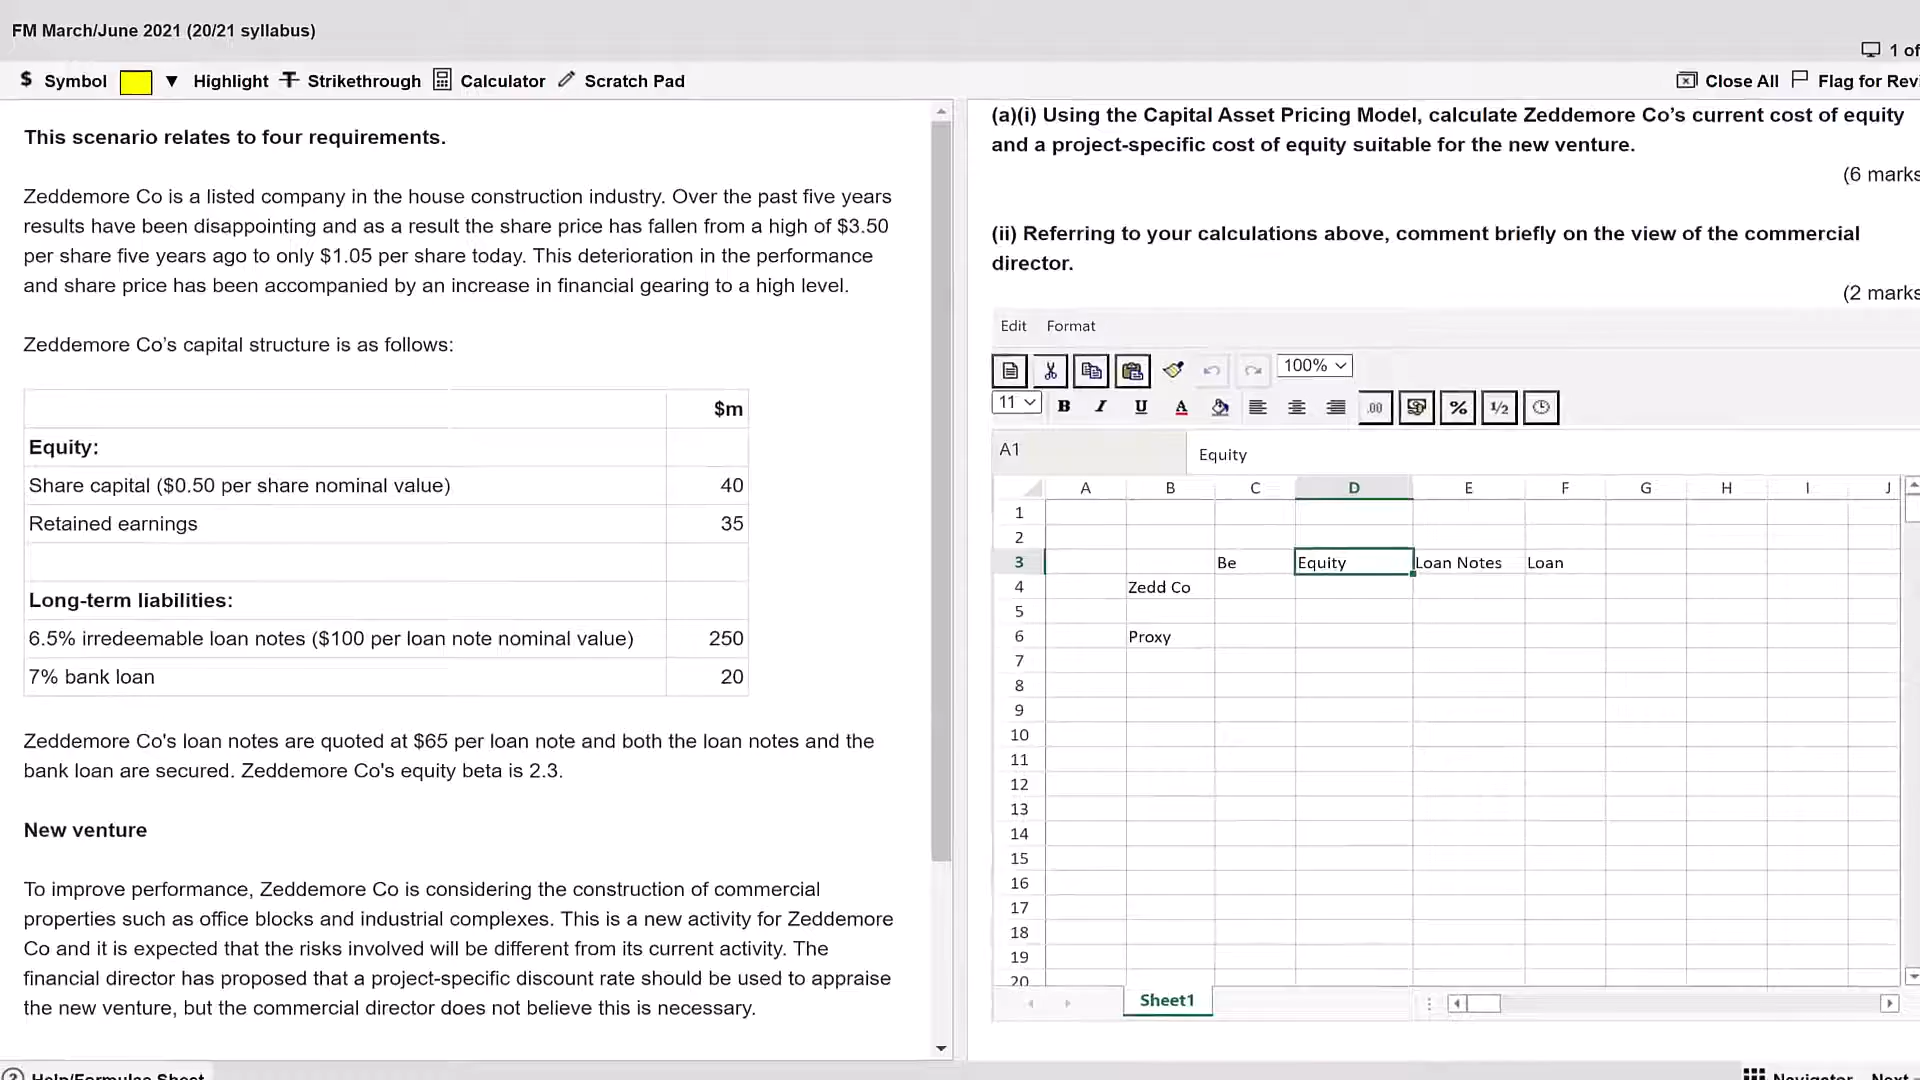 FM March/June 2021 (20/21 syllabus)
1 of
$ Symbol ▼ Highlight T Strikethrough Calculator Scratch Pad
Close All Flag for Revi
This scenario relates to four requirements.
Zeddemore Co is a listed company in the house construction industry. Over the past five years
results have been disappointing and as a result the share price has fallen from a high of $3.50
per share five years ago to only $1.05 per share today. This deterioration in the performance
and share price has been accompanied by an increase in financial gearing to a high level.
Zeddemore Co's capital structure is as follows:
$m
Equity:
Share capital ($0.50 per share nominal value) 40
Retained earnings 35
Long-term liabilities:
6.5% irredeemable loan notes ($100 per loan note nominal value) 250
7% bank loan 20
Zeddemore Co's loan notes are quoted at $65 per loan note and both the loan notes and the
bank loan are secured. Zeddemore Co's equity beta is 2.3.
New venture
To improve performance, Zeddemore Co is considering the construction of commercial
properties such as office blocks and industrial complexes. This is a new activity for Zeddemore
Co and it is expected that the risks involved will be different from its current activity. The
financial director has proposed that a project-specific discount rate should be used to appraise
the new venture, but the commercial director does not believe this is necessary.
(a)(i) Using the Capital Asset Pricing Model, calculate Zeddemore Co's current cost of equity
and a project-specific cost of equity suitable for the new venture.
(6 marks
(ii) Referring to your calculations above, comment briefly on the view of the commercial
director.
(2 marks
Edit Format
100%
11 B I U A .00 % 1/2
A1 Equity
A B C D E F G H I J
1
2
3 Be Equity Loan Notes Loan
4 Zedd Co
5
6 Proxy
7
8
9
10
11
12
13
14
15
16
17
18
19
20
Sheet1
Help/Formulae Sheet
Navigator Next